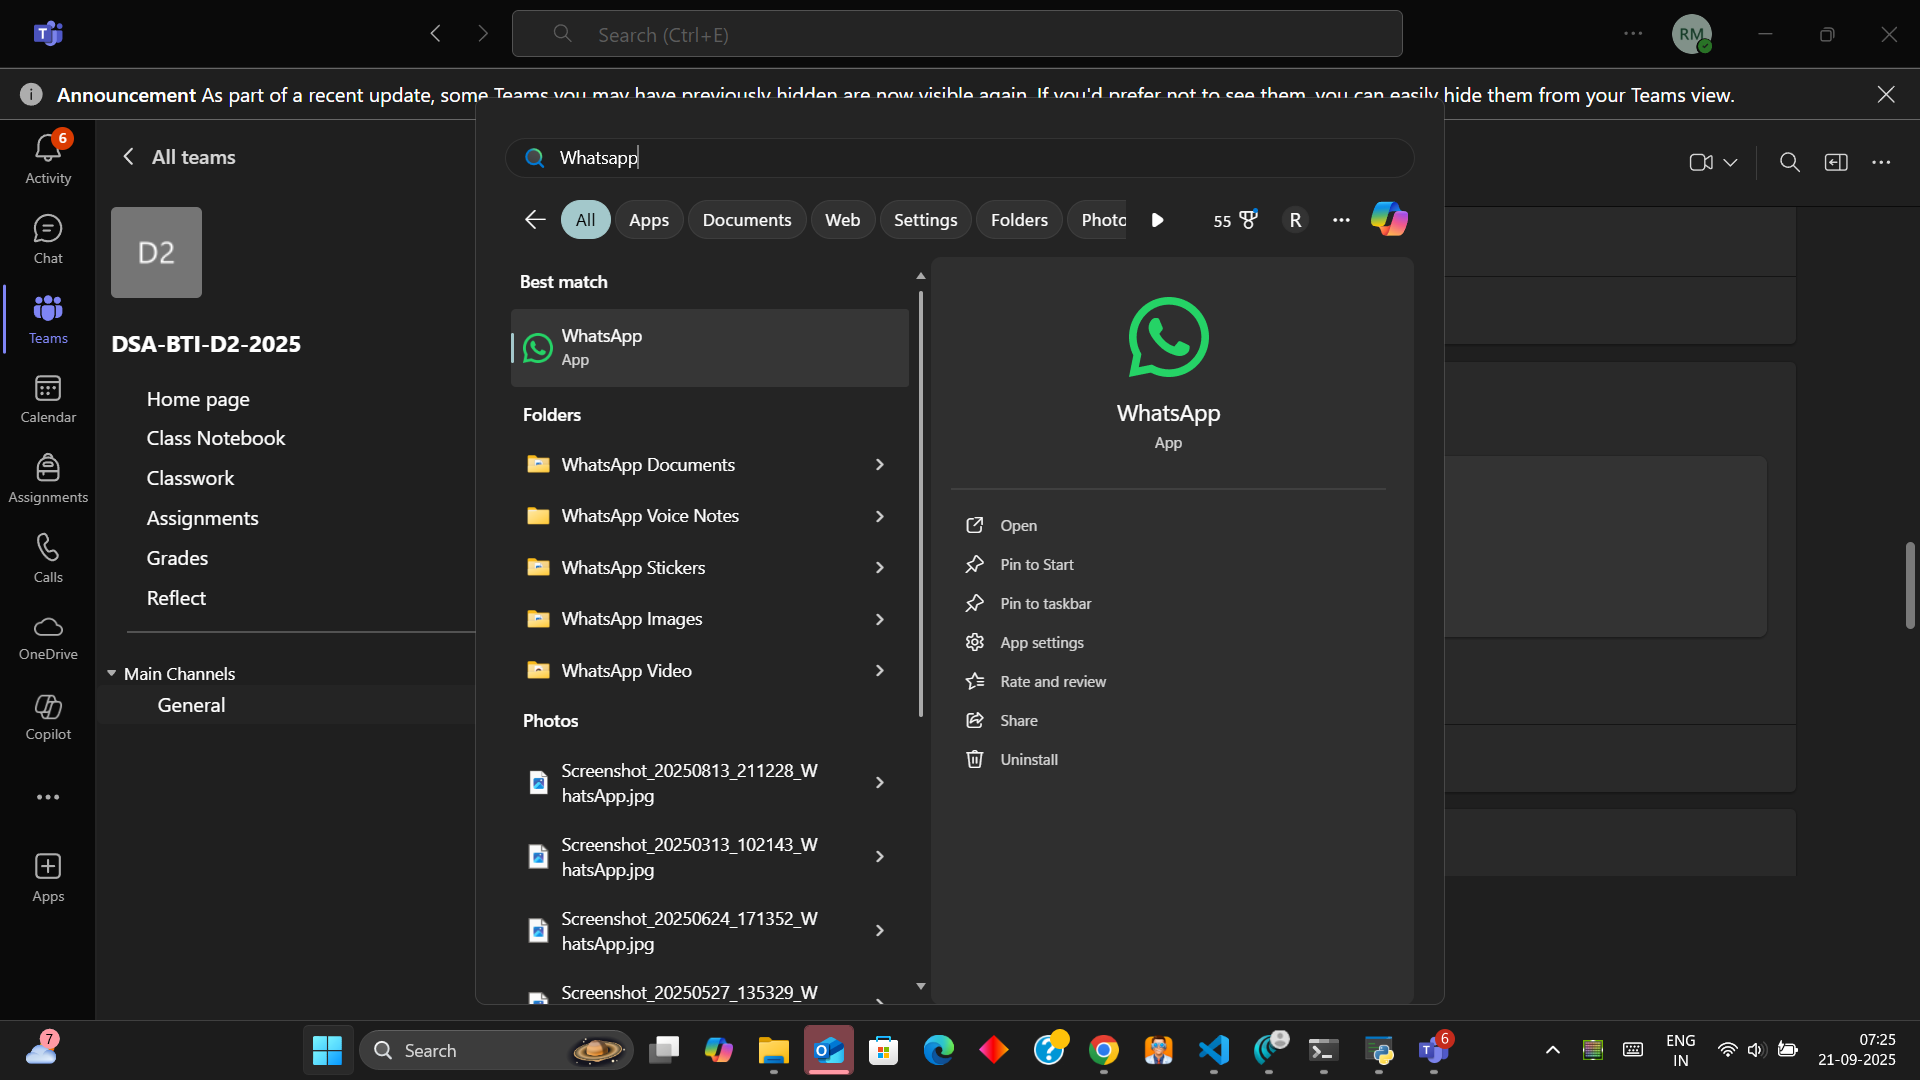 Search (Ctrl+E)
RM
Announcement As part of a recent update, some Teams you may have previously hidden are now visible again. If you'd prefer not to see them, you can easily hide them from your Teams view.
6
Activity
Chat
Teams
Calendar
Assignments
Calls
OneDrive
Copilot
Apps
All teams
D2
DSA-BTI-D2-2025
Home page
Class Notebook
Classwork
Assignments
Grades
Reflect
Main Channels
General
Whatsapp
All
Apps
Documents
Web
Settings
Folders
Photo
55
R
Best match
WhatsApp
App
Folders
WhatsApp Documents
WhatsApp Voice Notes
WhatsApp Stickers
WhatsApp Images
WhatsApp Video
Photos
Screenshot_20250813_211228_W
hatsApp.jpg
Screenshot_20250313_102143_W
hatsApp.jpg
Screenshot_20250624_171352_W
hatsApp.jpg
Screenshot_20250527_135329_W
WhatsApp
App
Open
Pin to Start
Pin to taskbar
App settings
Rate and review
Share
Uninstall
7
Search
6
ENG
IN
07:25
21-09-2025